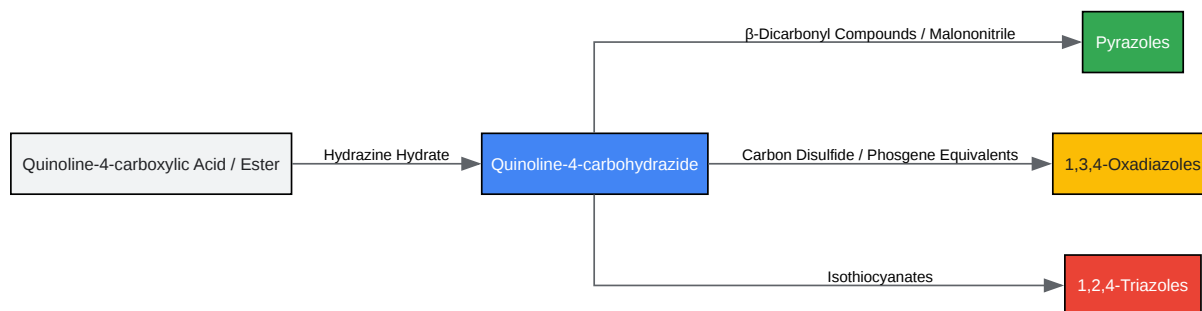 β-Dicarbonyl Compounds / Malononitrile
Pyrazoles
Quinoline-4-carboxylic Acid / Ester
Hydrazine Hydrate
Quinoline-4-carbohydrazide
Carbon Disulfide / Phosgene Equivalents
1,3,4-Oxadiazoles
Isothiocyanates
1,2,4-Triazoles